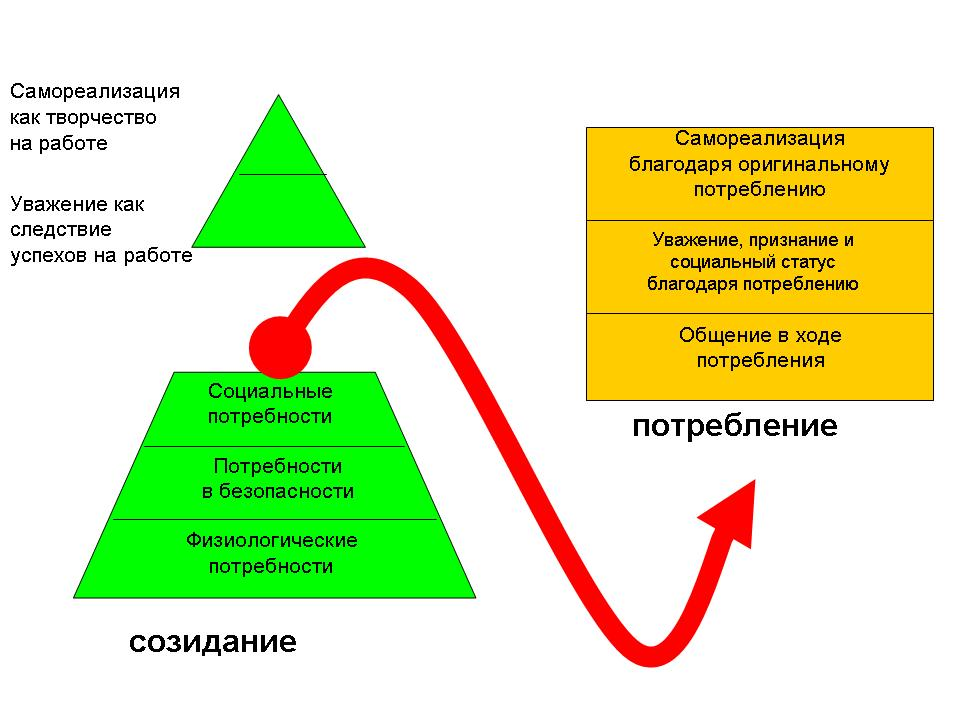 Самореализация
как творчество
на работе
Уважение как
следствие
успехов на работе
Социальные
потребности
Потребности
в безопасности
Физиологические
потребности
созидание
Самореализация
благодаря оригинальному
потреблению
Уважение, признание и
социальный статус
благодаря потреблению
Общение в ходе
потребления
потребление